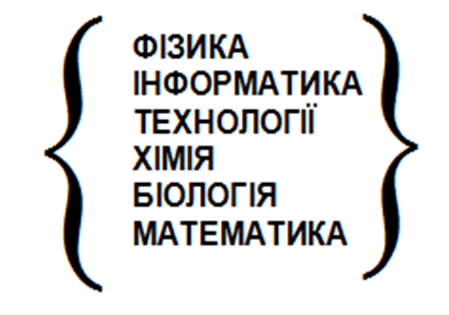 ФІЗИКА
ІНФОРМАТИКА
ТЕХНОЛОГІЇ
ХІМІЯ
БІОЛОГІЯ
МАТЕМАТИКА